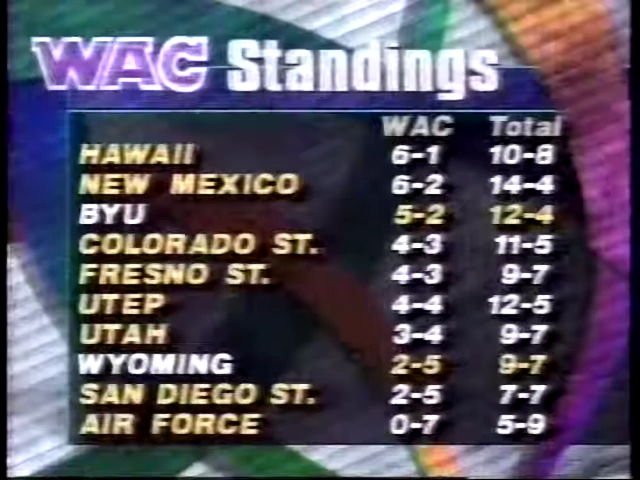 WAC Standings
WAC Total
HAWAII 6-1 10-8
NEW MEXICO 6-2 14-4
BYU 5-2 12-4
COLORADO ST. 4-3 11-5
FRESNO ST. 4-3 9-7
UTEP 4-4 12-5
UTAH 3-4 9-7
WYOMING 2-5 9-7
SAN DIEGO ST. 2-5 7-7
AIR FORCE 0-7 5-9